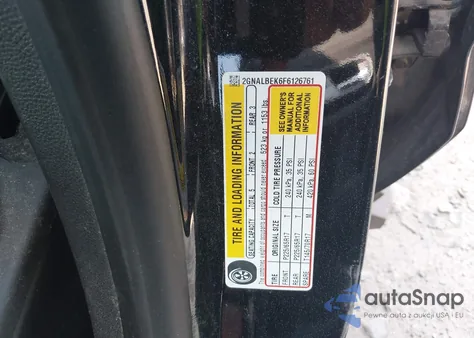 2GNALBEK6F6126761
TIRE AND LOADING INFORMATION
SEATING CAPACITY TOTAL 5 FRONT 2 REAR 3
The combined weight of occupants and cargo should never exceed 523 kg or 1153 lbs.
TIRE ORIGINAL SIZE COLD TIRE PRESSURE
FRONT P225/65R17 T 240 kPa, 35 PSI
REAR P225/65R17 T 240 kPa, 35 PSI
SPARE T145/70R17 M 420 kPa, 60 PSI
SEE OWNER'S
MANUAL FOR
ADDITIONAL
INFORMATION
autoSnap
Pewne auta z aukcji USA i EU